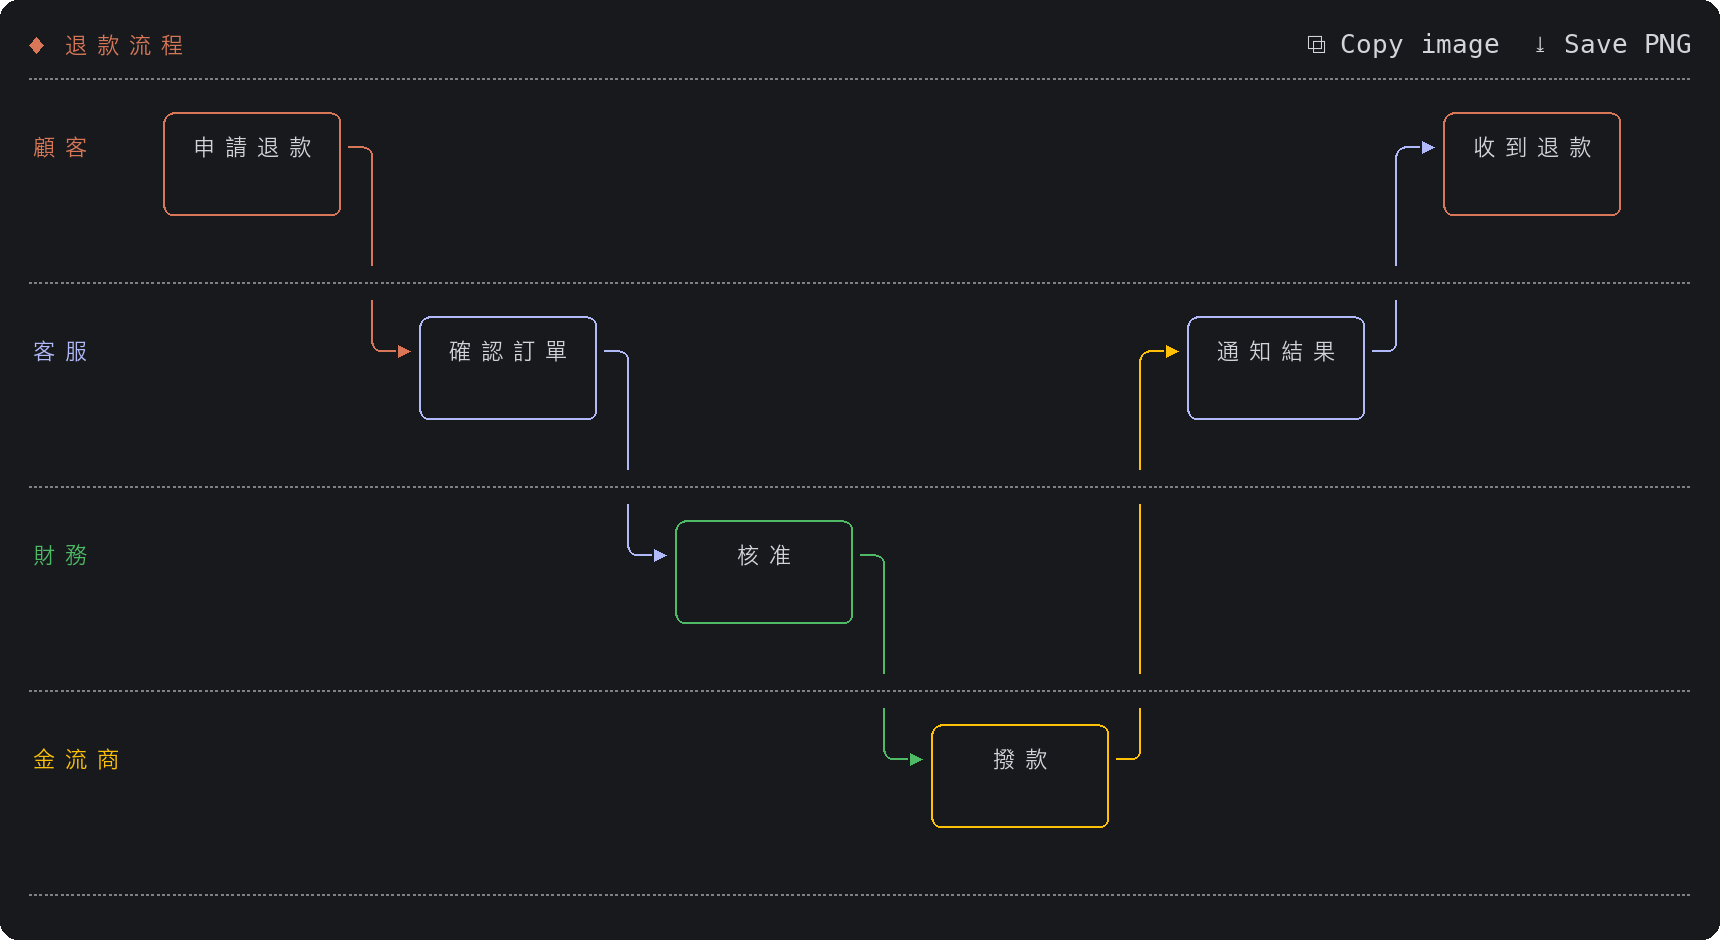 ◆ 退款流程
Copy image
Save PNG
顧客
申請退款
收到退款
客服
確認訂單
通知結果
財務
核准
金流商
撥款